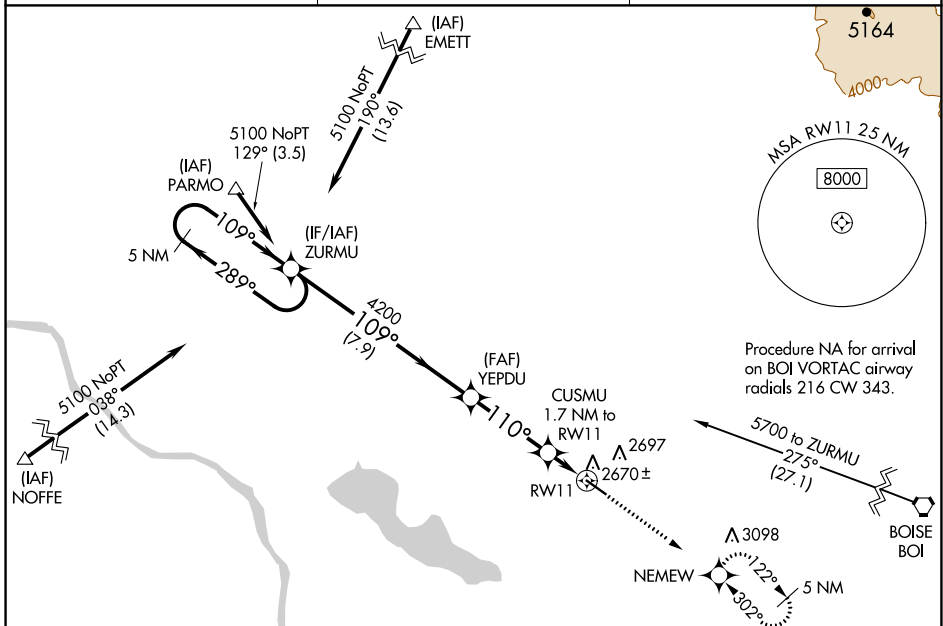 (IAF)
EMETT
5100 NoPT
190°
(13.6)
5164
4000
5100 NoPT
129° (3.5)
(IAF)
PARMO
109°
5 NM
289°
(IF/IAF)
ZURMU
MSA RW11 25 NM
8000
4200
109°
(7.9)
(FAF)
YEPDU
110°
CUSMU
1.7 NM to
RW11
Procedure NA for arrival
on BOI VORTAC airway
radials 216 CW 343.
5100 NoPT
038°
(14.3)
(IAF)
NOFFE
2697
2670±
RW11
5700 to ZURMU
275°
(27.1)
BOISE
BOI
3098
NEMEW
122°
302°
5 NM